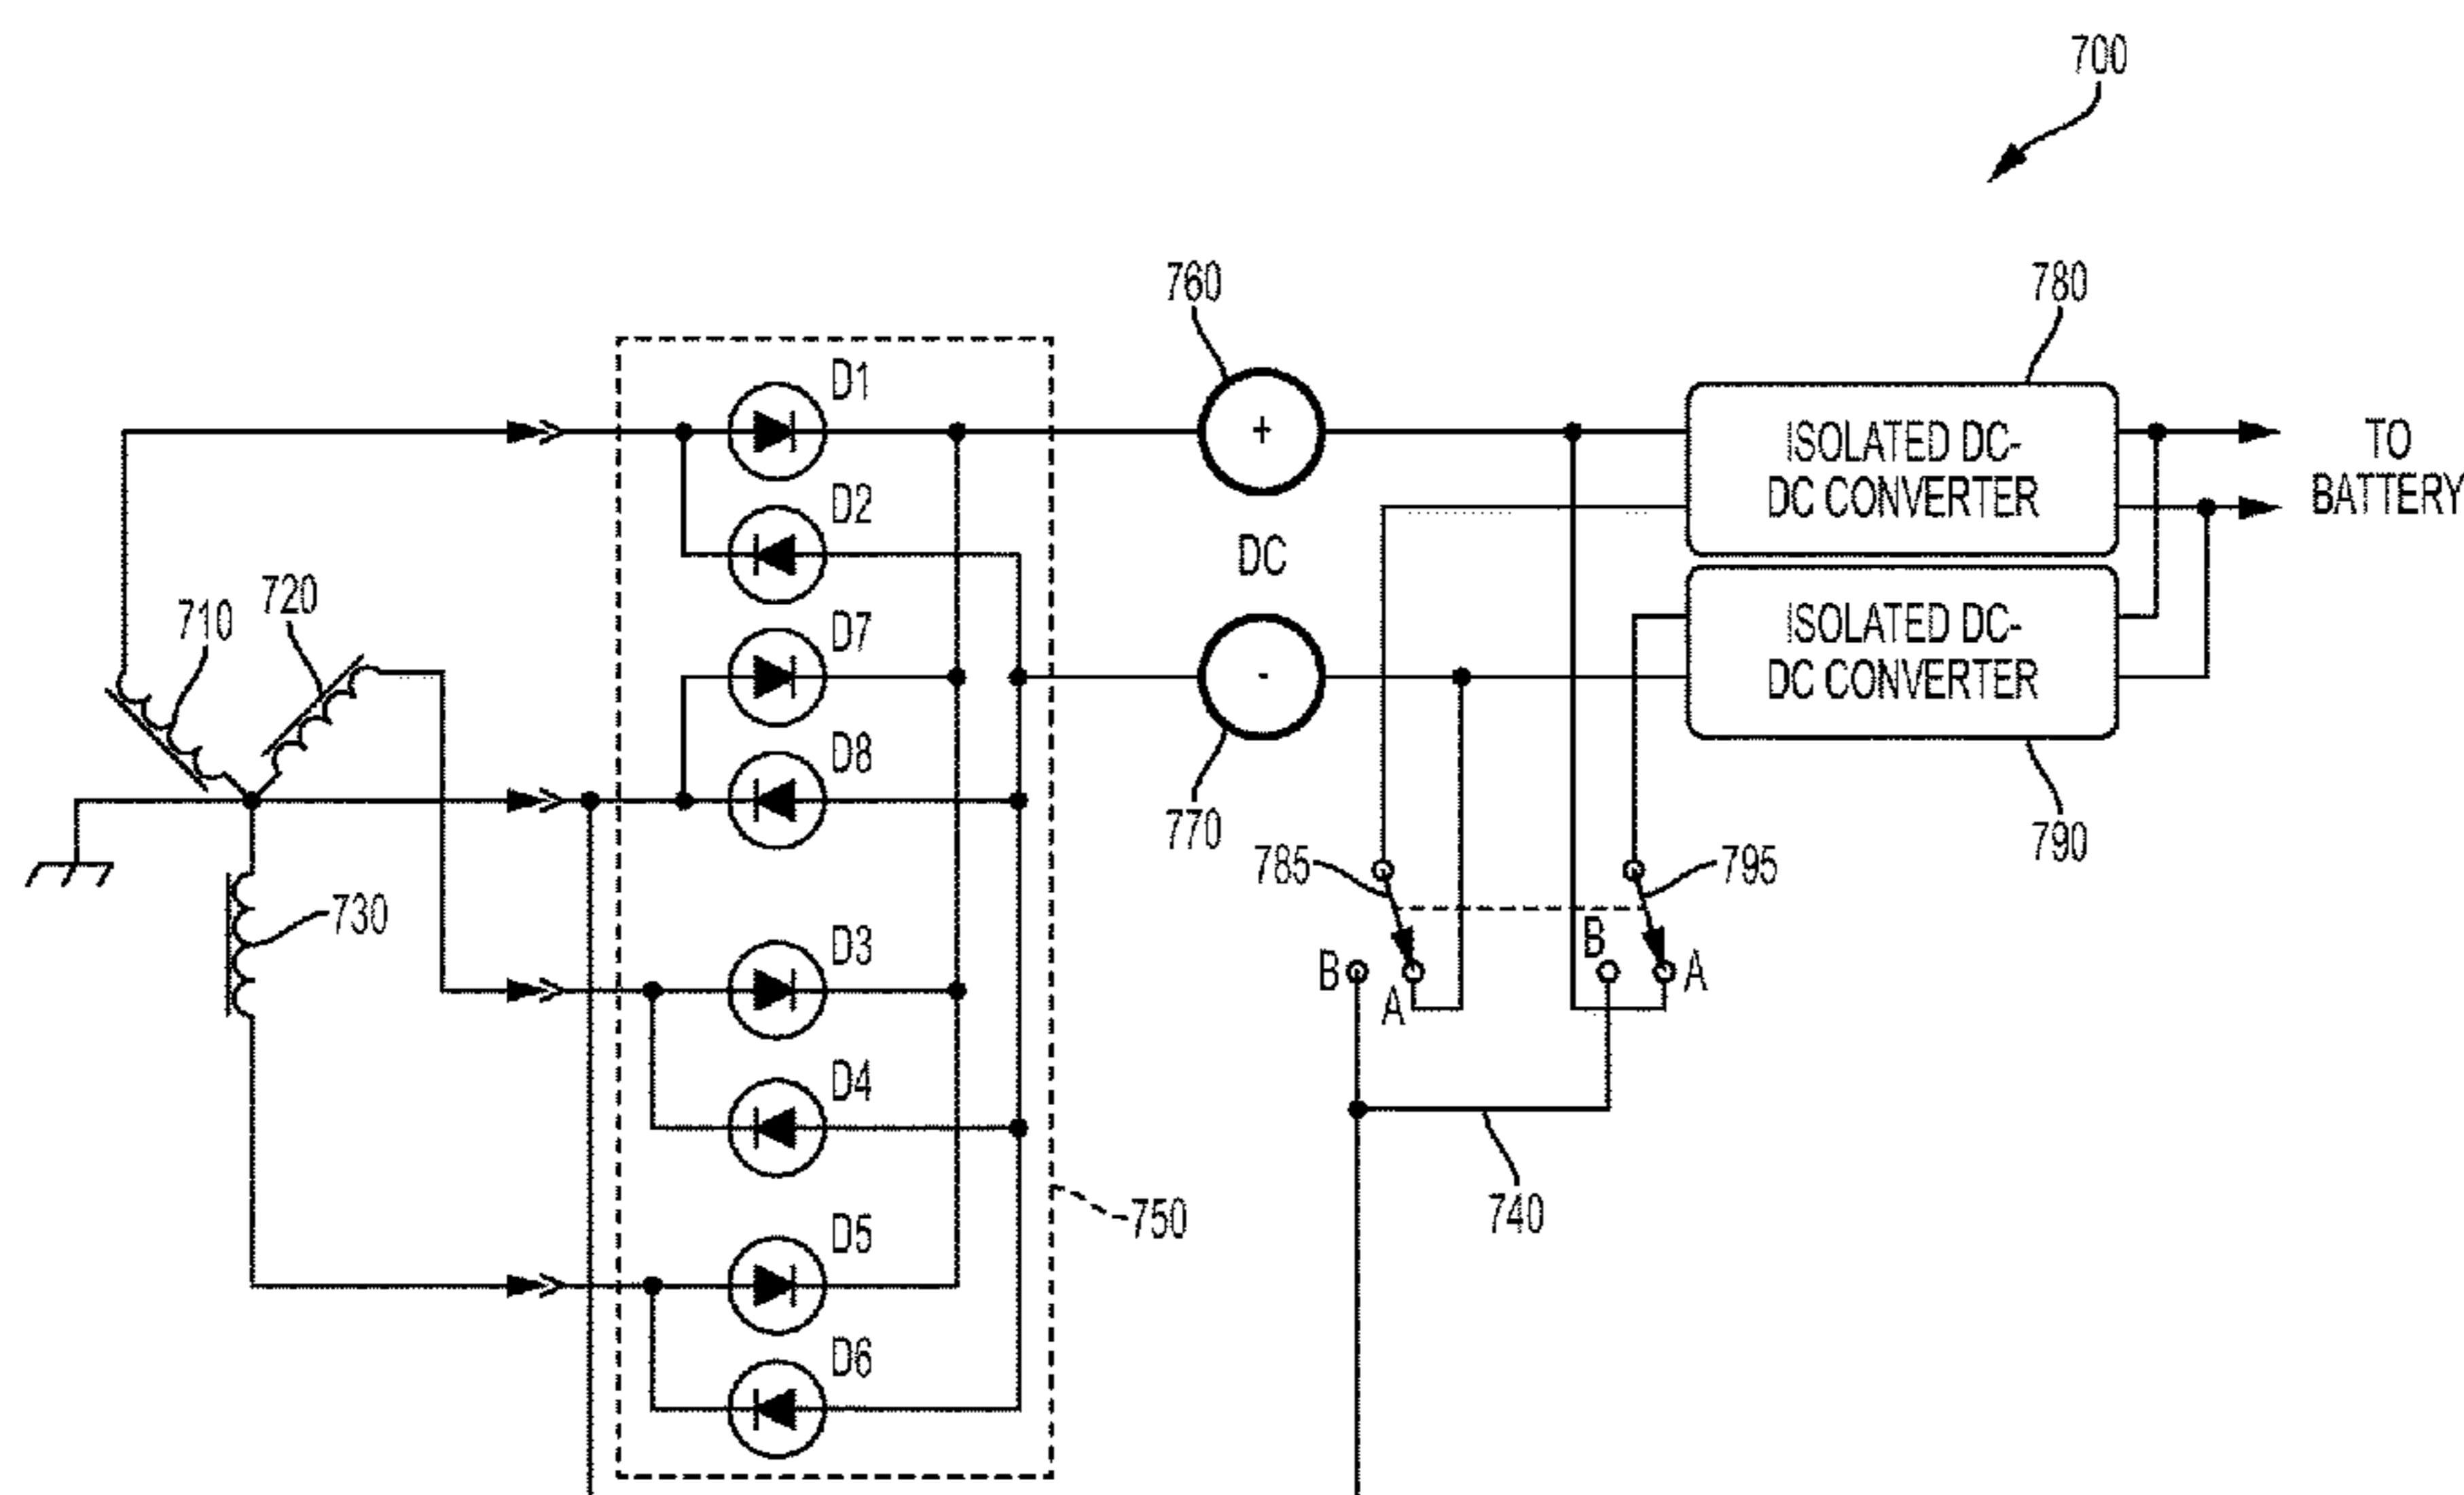 700
760
780
D1
+
ISOLATED DC-
DC CONVERTER
TO
BATTERY
D2
DC
710
720
D7
ISOLATED DC-
DC CONVERTER
-
D8
770
785
795
790
730
D3
B
A
B
A
D4
750
740
D5
D6